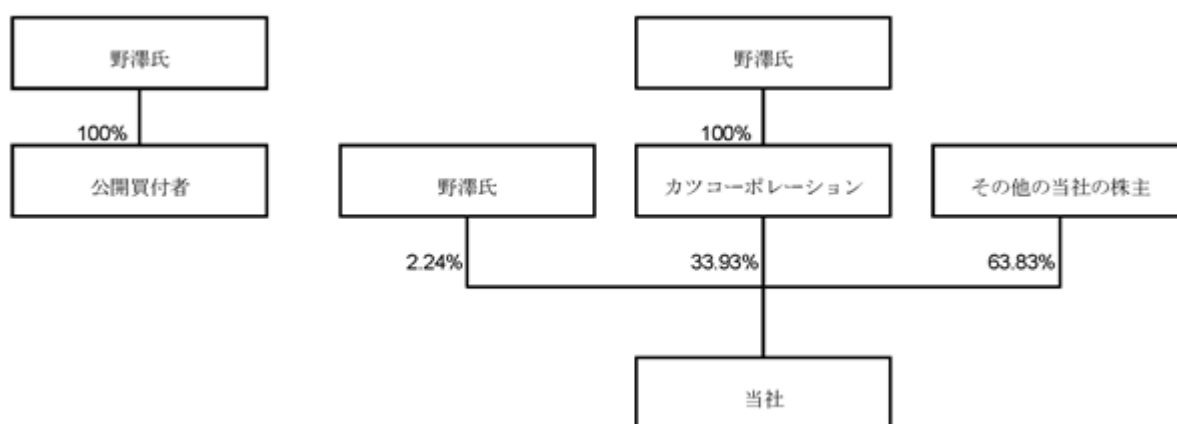 野澤氏
野澤氏
100%
100%
公開買付者
野澤氏
カツコーポレーション
その他の当社の株主
2.24%
33.93%
63.83%
当社